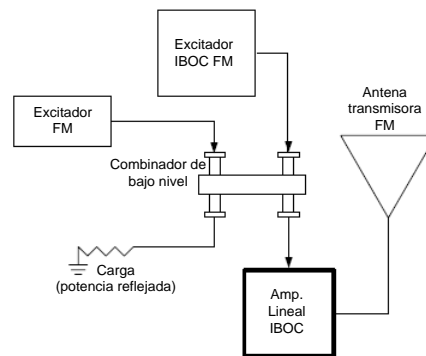 Excitador
IBOC FM
Excitador
FM
Antena
transmisora
FM
Combinador de
bajo nivel
Carga
(potencia reflejada)
Amp.
Lineal
IBOC